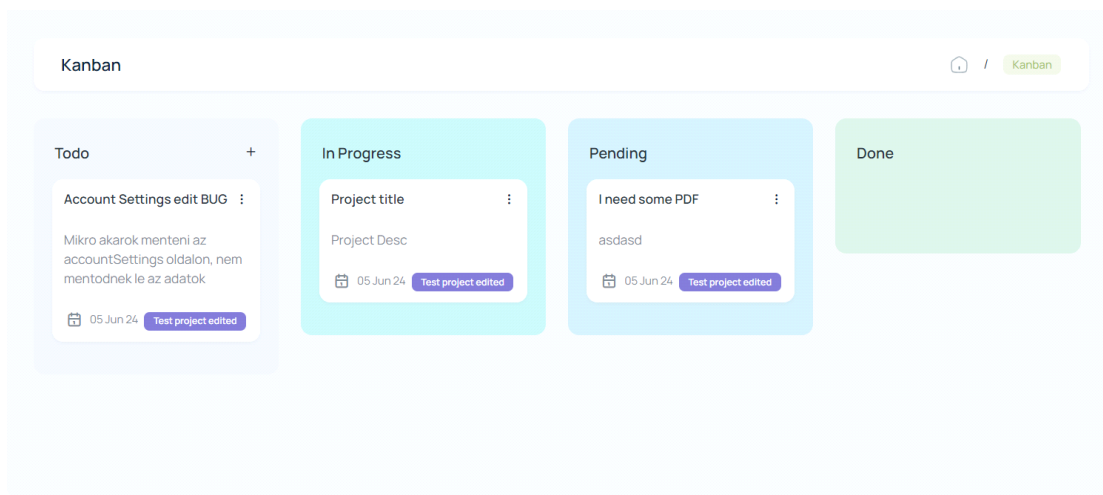 Kanban
/
Kanban
Todo
+
Account Settings edit BUG
Mikro akarok menteni az
accountSettings oldalon, nem
mentodnek le az adatok
05 Jun 24
Test project edited
In Progress
Project title
Project Desc
05 Jun 24
Test project edited
Pending
I need some PDF
asdasd
05 Jun 24
Test project edited
Done